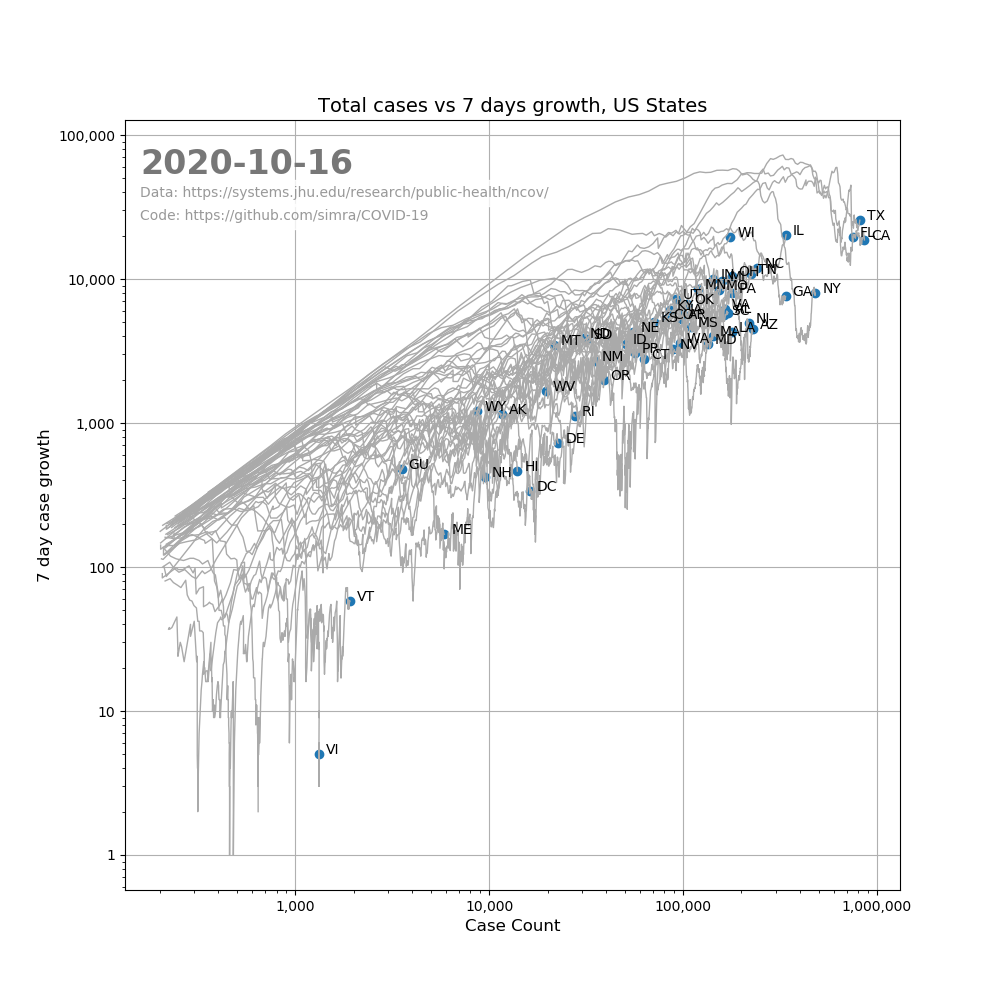 Total cases vs 7 days growth, US States
100,000
2020-10-16
Data: https://systems.jhu.edu/research/public-health/ncov/
Code: https://github.com/simra/COVID-19
TX
WI
IL
FL
CA
10,000
NC
OH
TN
IN
MI
MN
MO
PA
GA
NY
UT
OK
KY
VA
SC
KS
CO
AR
MS
NJ
AZ
NE
MA
LA
MT
ND
SD
ID
WA
MD
PR
NV
CT
NM
OR
WV
WY
AK
RI
1,000
DE
GU
NH
HI
DC
ME
100
VT
10
VI
1
7 day case growth
1,000
10,000
100,000
1,000,000
Case Count